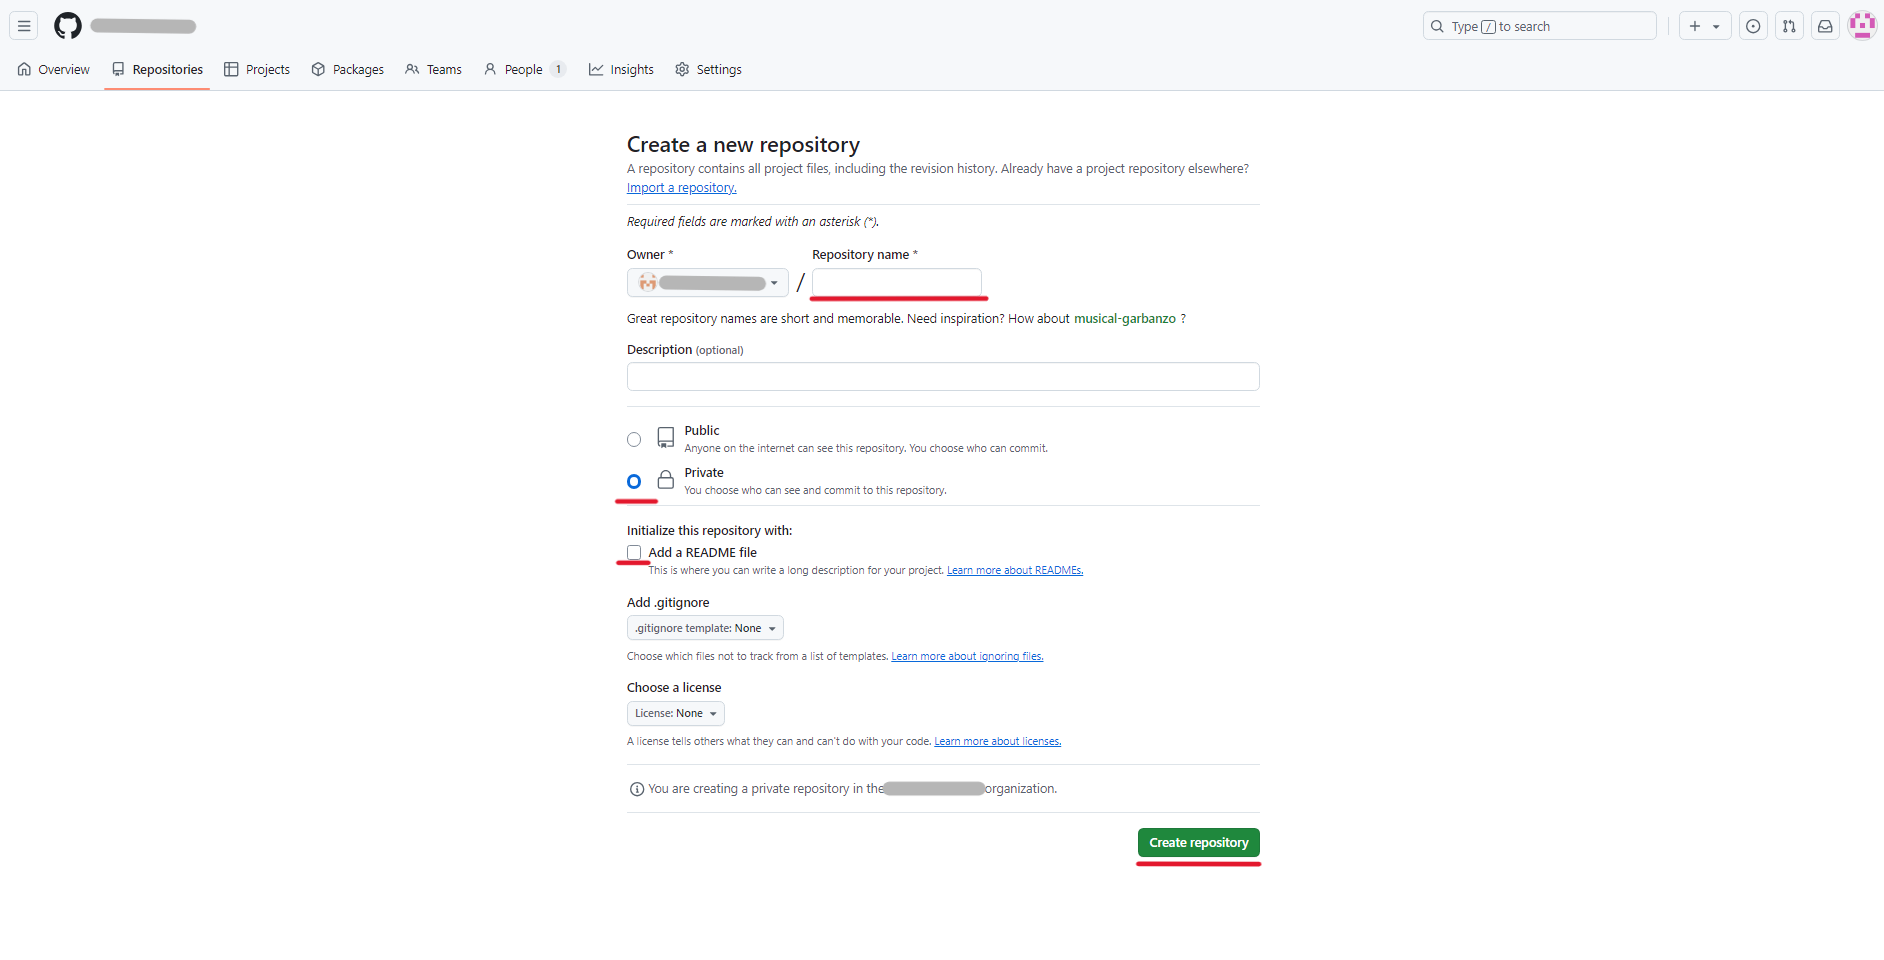 Type / to search
Overview Repositories Projects Packages Teams People 1 Insights Settings
Create a new repository
A repository contains all project files, including the revision history. Already have a project repository elsewhere?
Import a repository.
Required fields are marked with an asterisk (*).
Owner * Repository name *
/
Great repository names are short and memorable. Need inspiration? How about musical-garbanzo ?
Description (optional)
Public
Anyone on the internet can see this repository. You choose who can commit.
Private
You choose who can see and commit to this repository.
Initialize this repository with:
Add a README file
This is where you can write a long description for your project. Learn more about READMEs.
Add .gitignore
.gitignore template: None
Choose which files not to track from a list of templates. Learn more about ignoring files.
Choose a license
License: None
A license tells others what they can and can't do with your code. Learn more about licenses.
You are creating a private repository in the organization.
Create repository